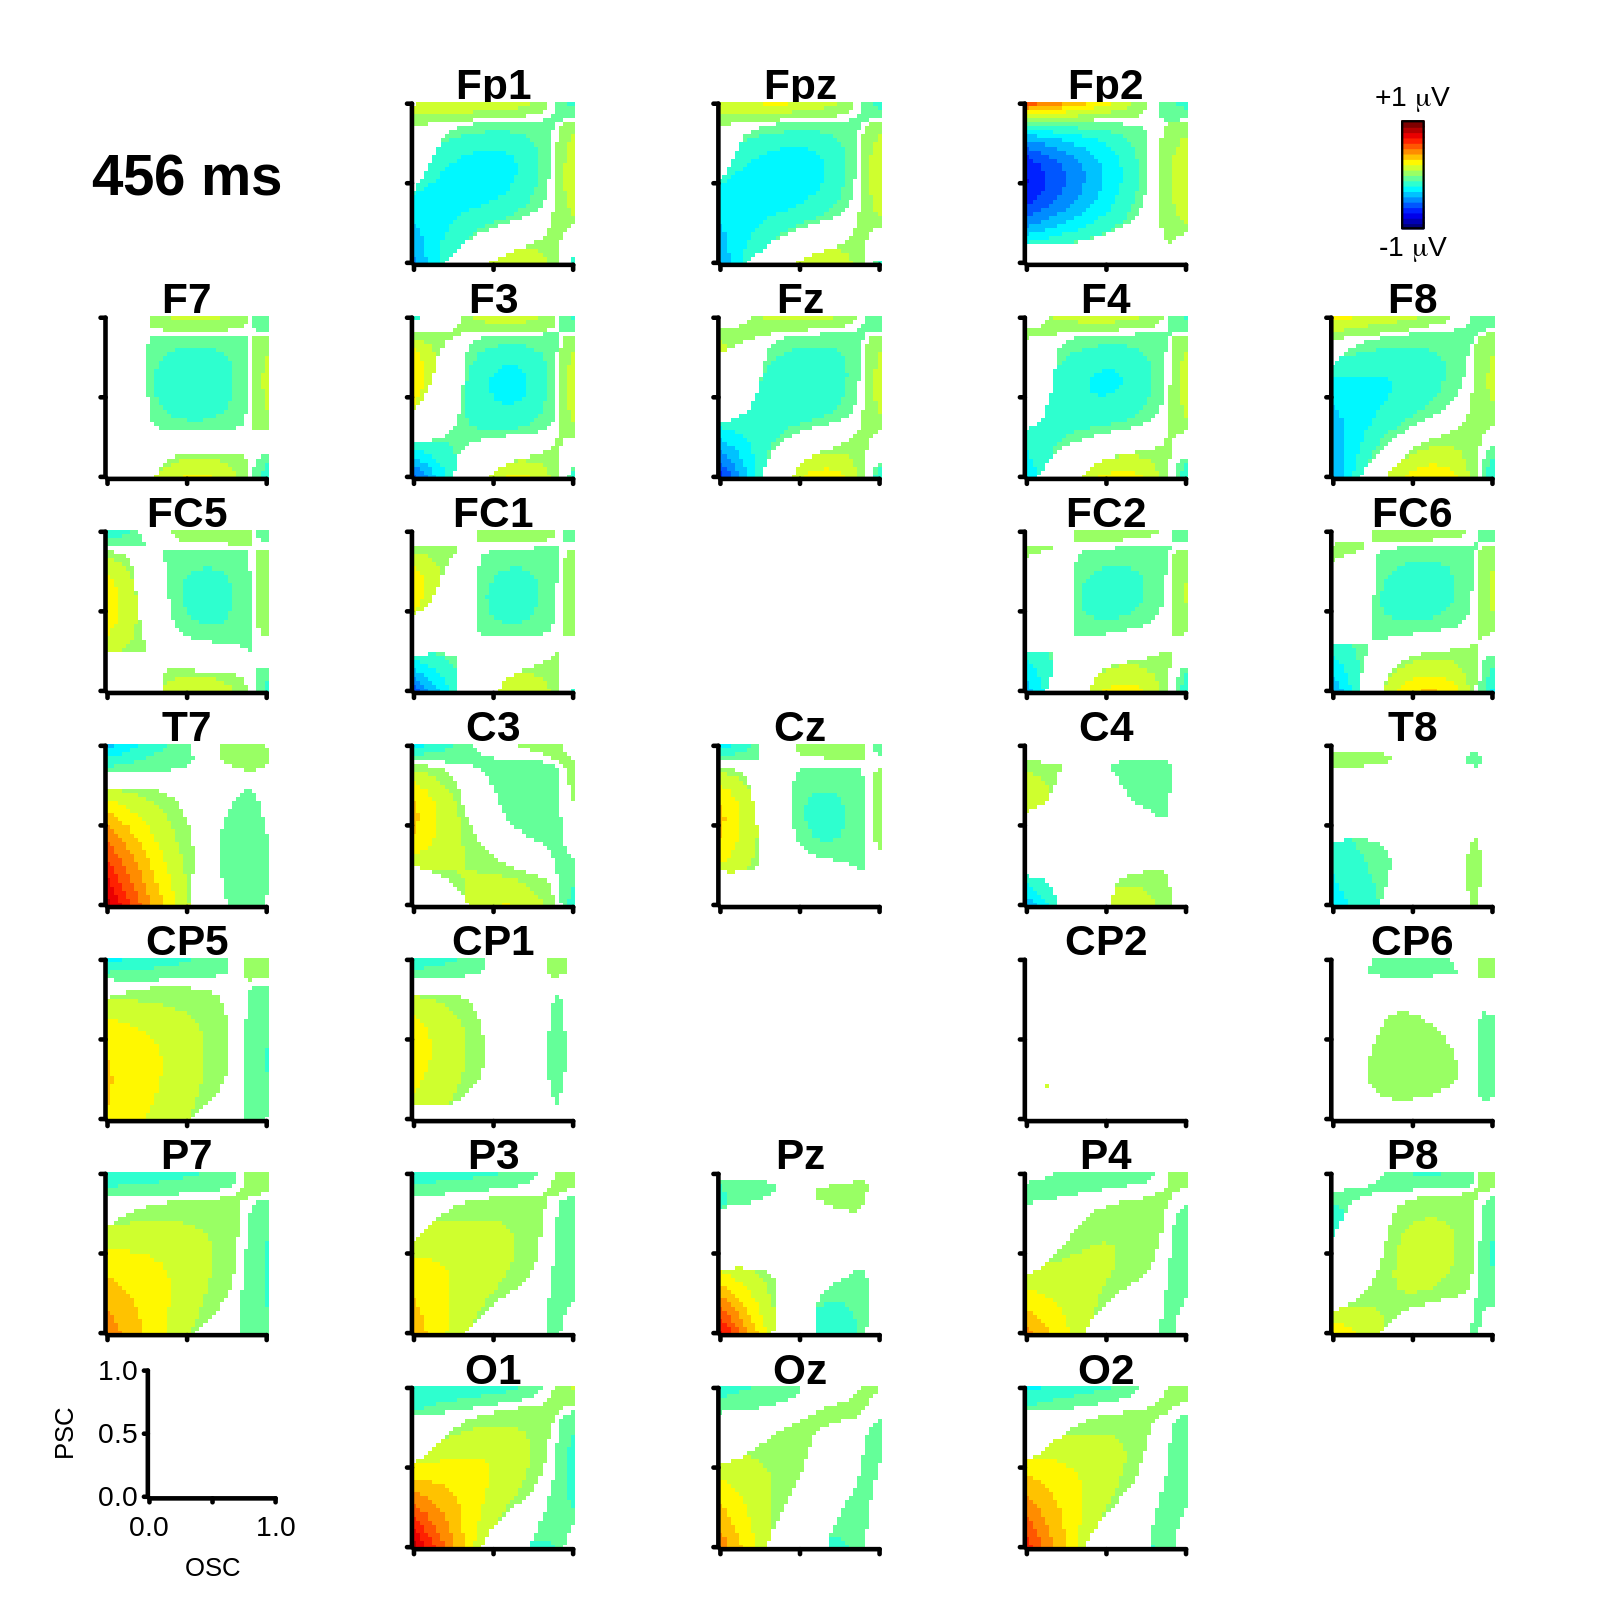 Fp1 Fpz Fp2
+1 µV
456 ms
-1 µV
F7 F3 Fz F4 F8
FC5 FC1 FC2 FC6
T7 C3 Cz C4 T8
CP5 CP1 CP2 CP6
P7 P3 Pz P4 P8
O1 Oz O2
1.0
PSC
0.5
0.0
0.0 1.0
OSC